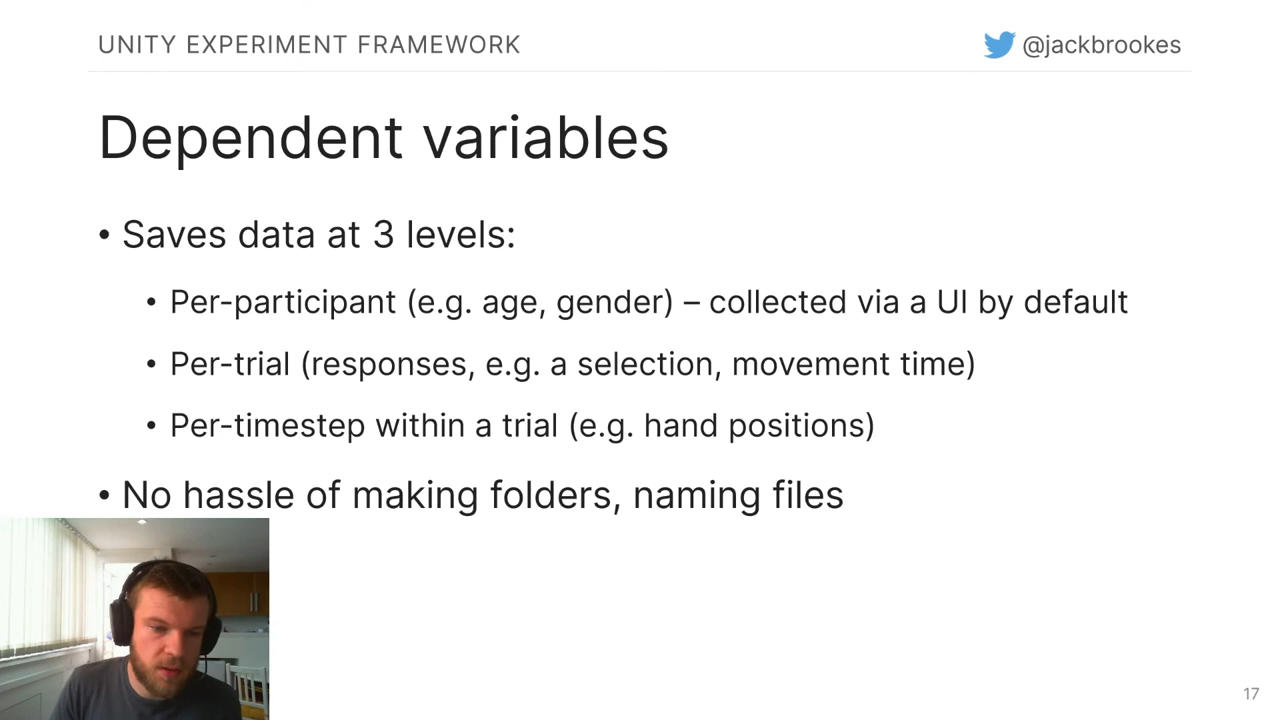 UNITY EXPERIMENT FRAMEWORK
@jackbrookes
Dependent variables
• Saves data at 3 levels:
• Per-participant (e.g. age, gender) – collected via a UI by default
• Per-trial (responses, e.g. a selection, movement time)
• Per-timestep within a trial (e.g. hand positions)
• No hassle of making folders, naming files
17